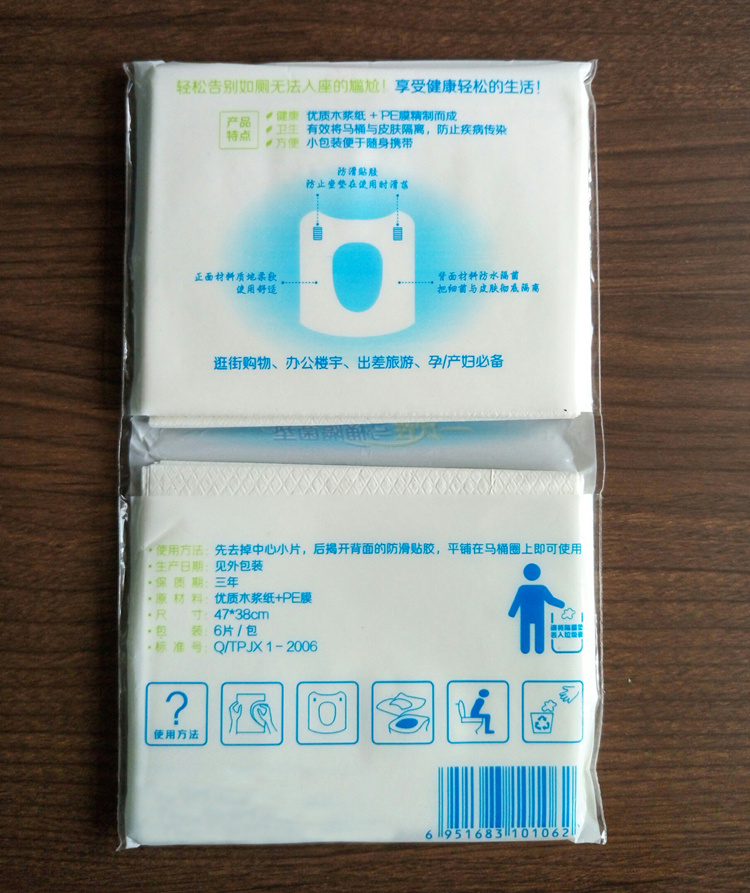 轻松告别如厕无法入座的尴尬！享受健康轻松的生活！
产品特点
健康 优质木浆纸+PE膜精制而成
卫生 有效将马桶与皮肤隔离，防止疾病传染
方便 小包装便于随身携带
防滑贴胶
防止垫垫在使用时滑落
正面材料质地柔软
使用舒适
背面材料防水隔菌
把细菌与皮肤彻底隔离
逛街购物、办公楼宇、出差旅游、孕/产妇必备
·使用方法：先去掉中心小片，后揭开背面的防滑贴胶，平铺在马桶圈上即可使用
·生产日期：见外包装
·保质期：三年
·原材料：优质木浆纸+PE膜
·尺寸：47*38cm
·包装：6片/包
·标准号：Q/TPJX 1-2006
?
使用方法
6 951683 101062